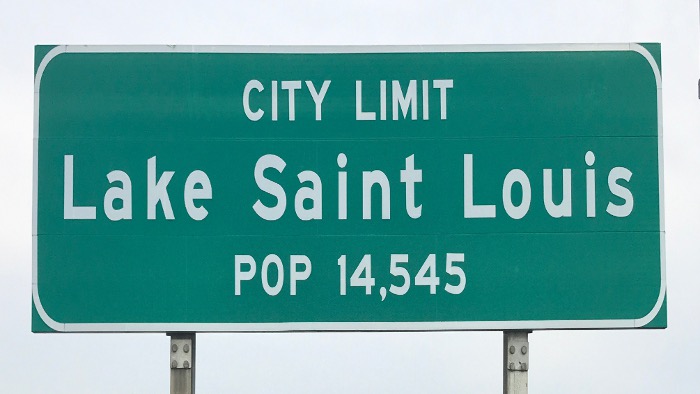 CITY LIMIT
Lake Saint Louis
POP 14,545